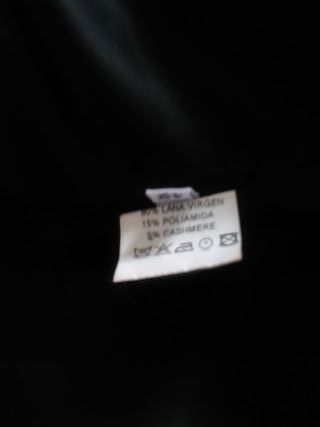 80% LANA VIRGEN
15% POLIAMIDA
5% CASHMERE